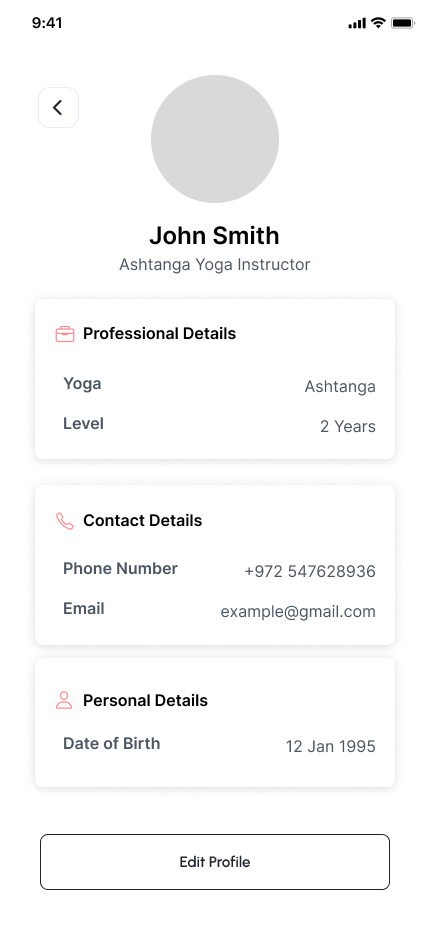 9:41
John Smith
Ashtanga Yoga Instructor
Professional Details
Yoga Ashtanga
Level 2 Years
Contact Details
Phone Number +972 547628936
Email example@gmail.com
Personal Details
Date of Birth 12 Jan 1995
Edit Profile